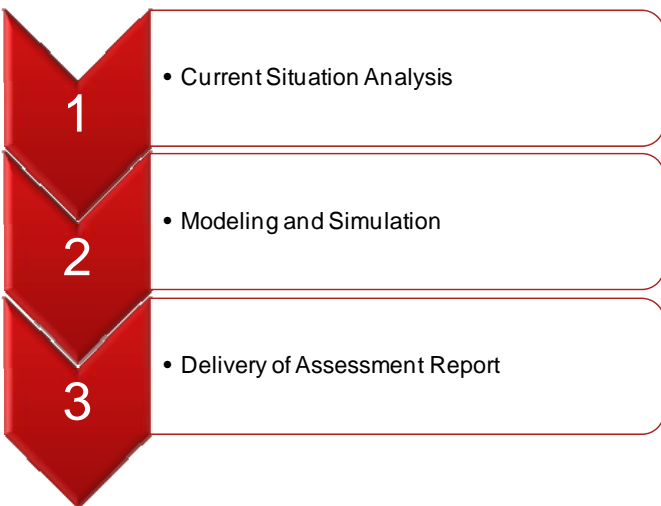 1
• Current Situation Analysis
2
• Modeling and Simulation
3
• Delivery of Assessment Report